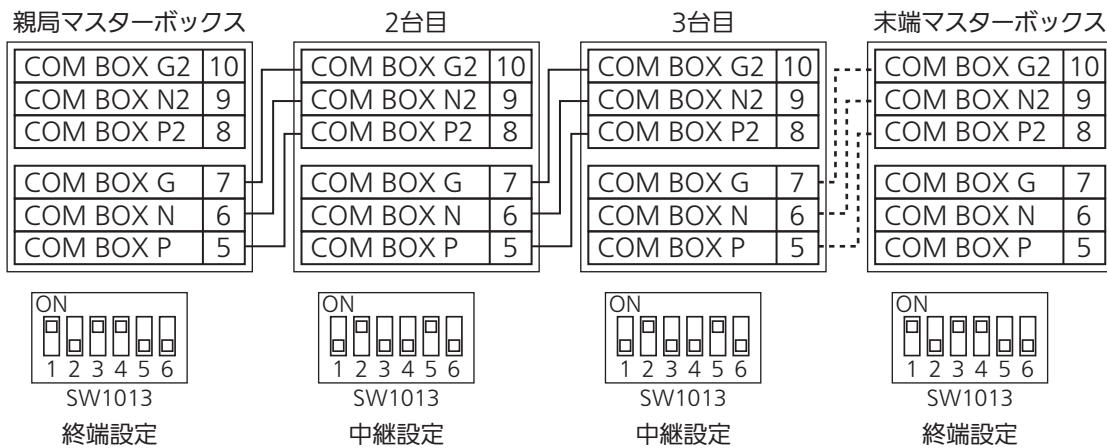 親局マスターボックス 2台目 3台目 末端マスターボックス
COM BOX G2 10 COM BOX G2 10 COM BOX G2 10 COM BOX G2 10
COM BOX N2 9 COM BOX N2 9 COM BOX N2 9 COM BOX N2 9
COM BOX P2 8 COM BOX P2 8 COM BOX P2 8 COM BOX P2 8
COM BOX G 7 COM BOX G 7 COM BOX G 7 COM BOX G 7
COM BOX N 6 COM BOX N 6 COM BOX N 6 COM BOX N 6
COM BOX P 5 COM BOX P 5 COM BOX P 5 COM BOX P 5
ON ON ON ON
1 2 3 4 5 6 1 2 3 4 5 6 1 2 3 4 5 6 1 2 3 4 5 6
SW1013 SW1013 SW1013 SW1013
終端設定 中継設定 中継設定 終端設定